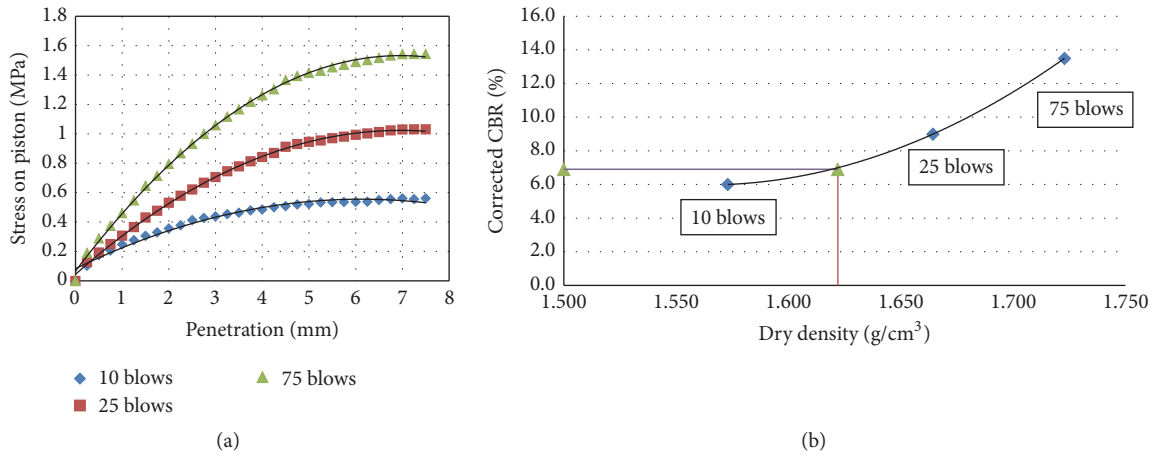 1.8
1.6
1.4
1.2
1
0.8
0.6
0.4
0.2
0
Stress on piston (MPa)
0 1 2 3 4 5 6 7 8
Penetration (mm)
10 blows
75 blows
25 blows
(a)
16.0
14.0
12.0
10.0
8.0
6.0
4.0
2.0
0.0
Corrected CBR (%)
75 blows
25 blows
10 blows
1.500 1.550 1.600 1.650 1.700 1.750
Dry density (g/cm³)
(b)